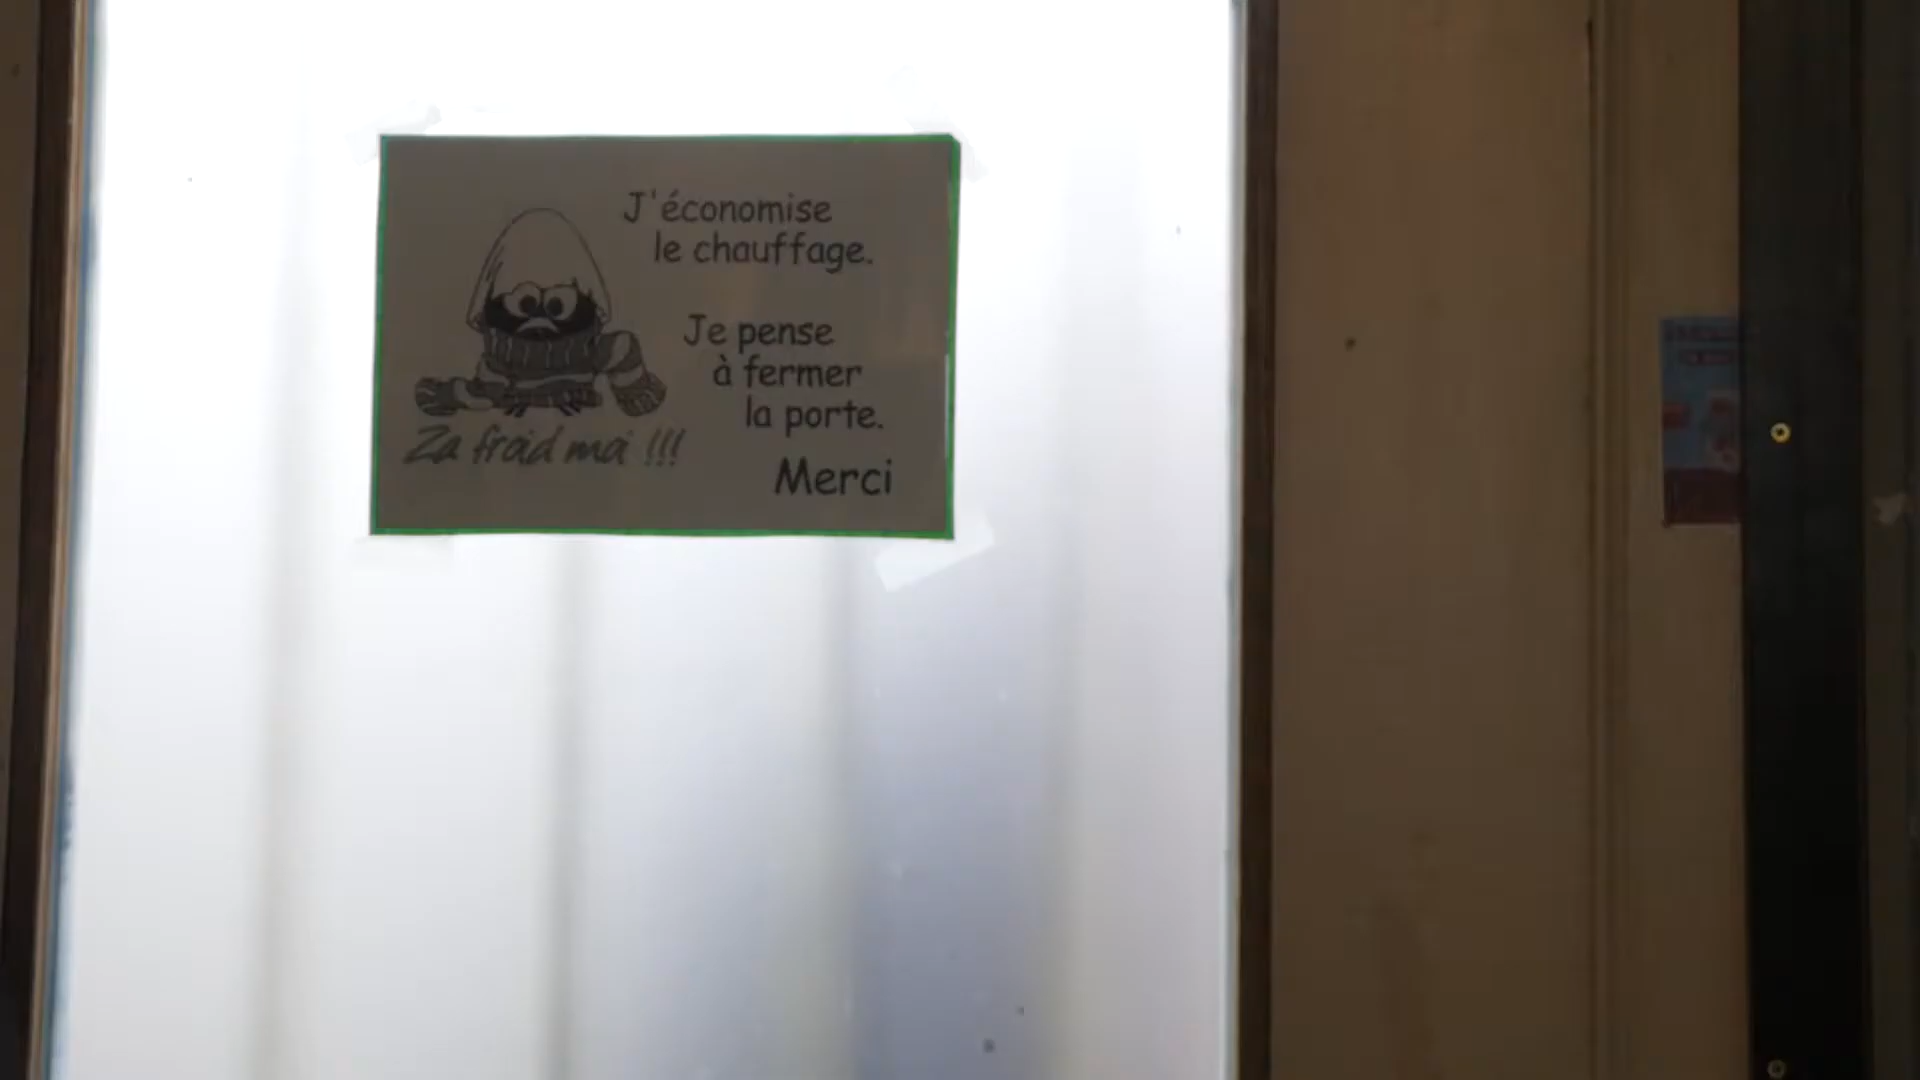 J'économise
le chauffage.
Je pense
à fermer
la porte.
Za fraid mai !!!
Merci